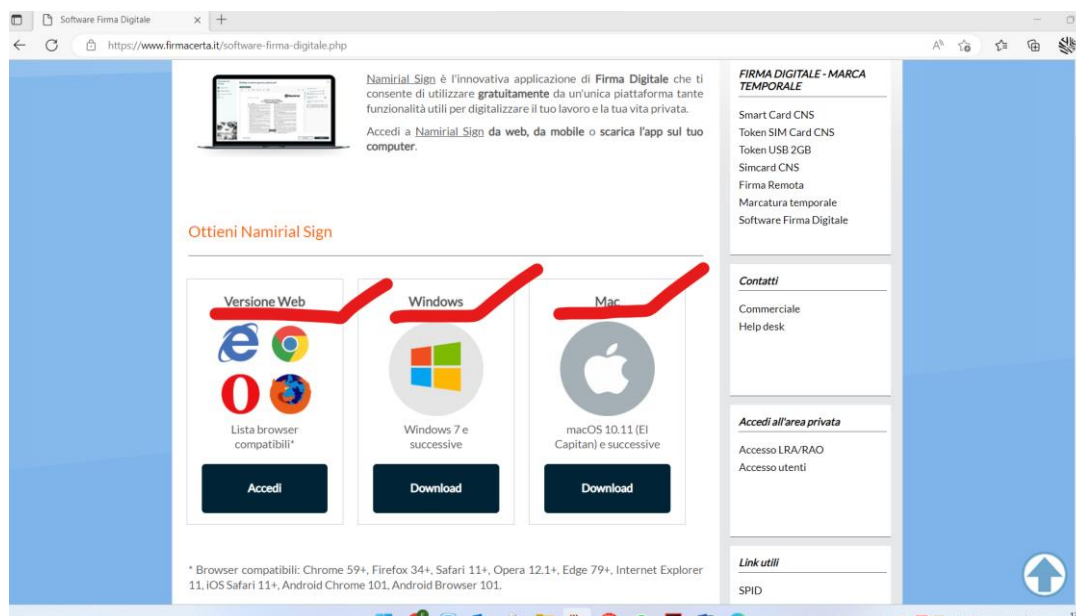 Software Firma Digitale
https://www.firmacerta.it/software-firma-digitale.php
Namirial Sign è l'innovativa applicazione di Firma Digitale che ti
consente di utilizzare gratuitamente da un'unica piattaforma tante
funzionalità utili per digitalizzare il tuo lavoro e la tua vita privata.
Accedi a Namirial Sign da web, da mobile o scarica l'app sul tuo
computer.
Ottieni Namirial Sign
Versione Web
Lista browser
compatibili*
Accedi
Windows
Windows 7 e
successive
Download
Mac
macOS 10.11 (El
Capitan) e successive
Download
* Browser compatibili: Chrome 59+, Firefox 34+, Safari 11+, Opera 12.1+, Edge 79+, Internet Explorer
11, iOS Safari 11+, Android Chrome 101, Android Browser 101.
FIRMA DIGITALE - MARCA
TEMPORALE
Smart Card CNS
Token SIM Card CNS
Token USB 2GB
Simcard CNS
Firma Remota
Marcatura temporale
Software Firma Digitale
Contatti
Commerciale
Help desk
Accedi all'area privata
Accesso LRA/RAO
Accesso utenti
Link utili
SPID